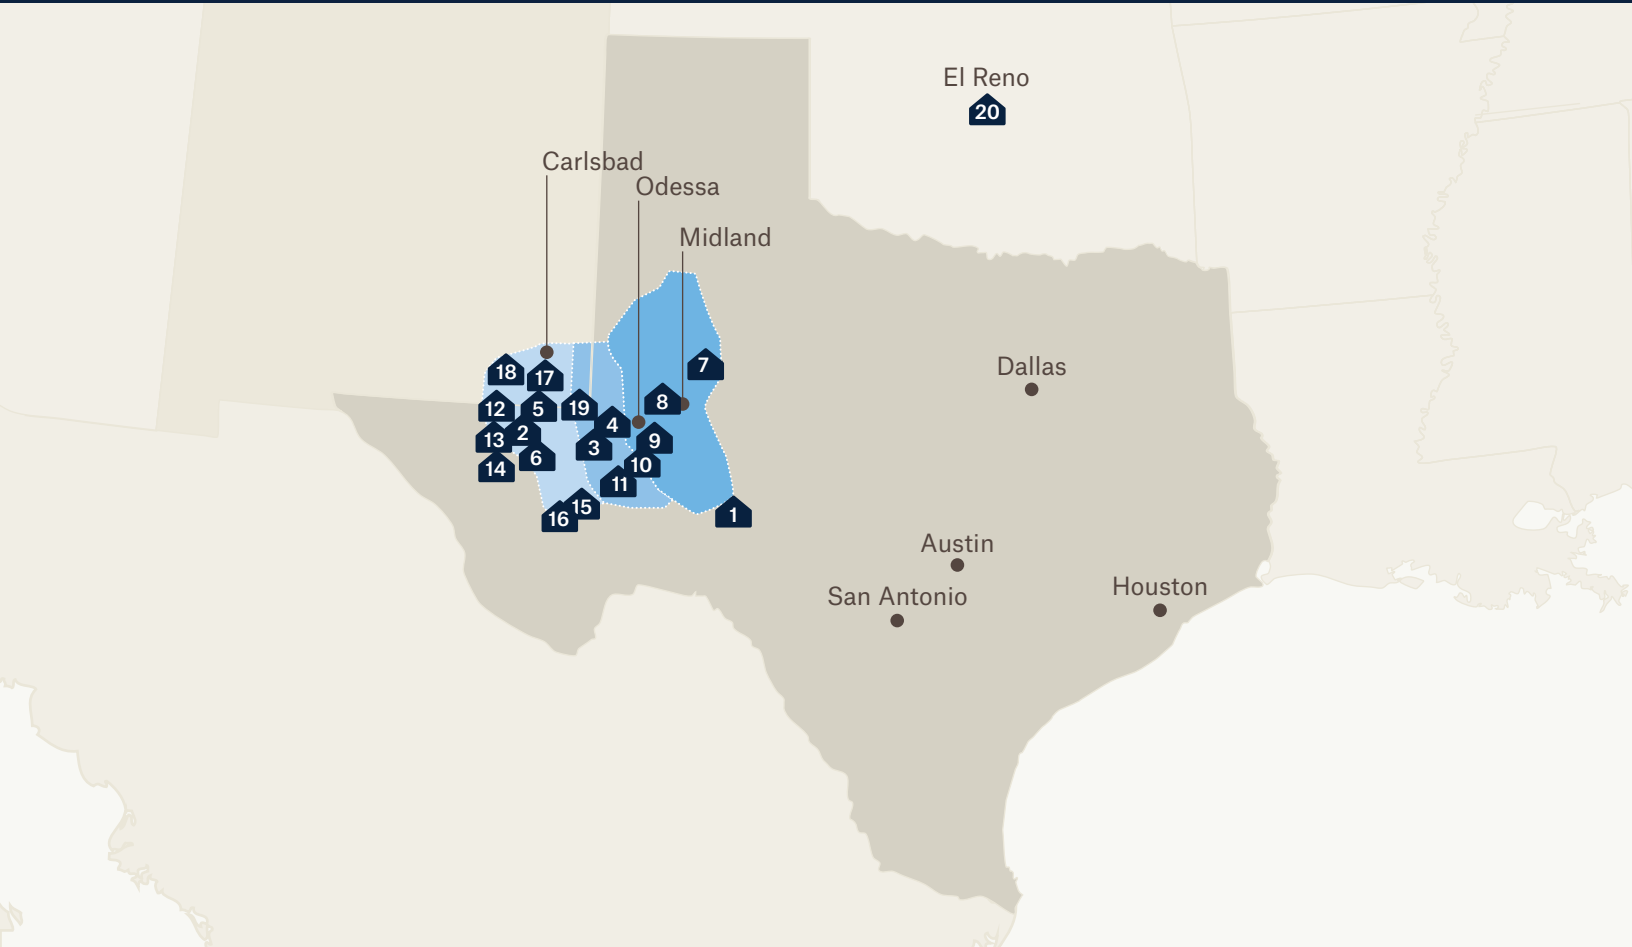 El Reno
20
Carlsbad
Odessa
Midland
7
18
17
Dallas
12
5
19
8
4
13
2
9
3
6
10
14
11
15
16
1
Austin
San Antonio
Houston